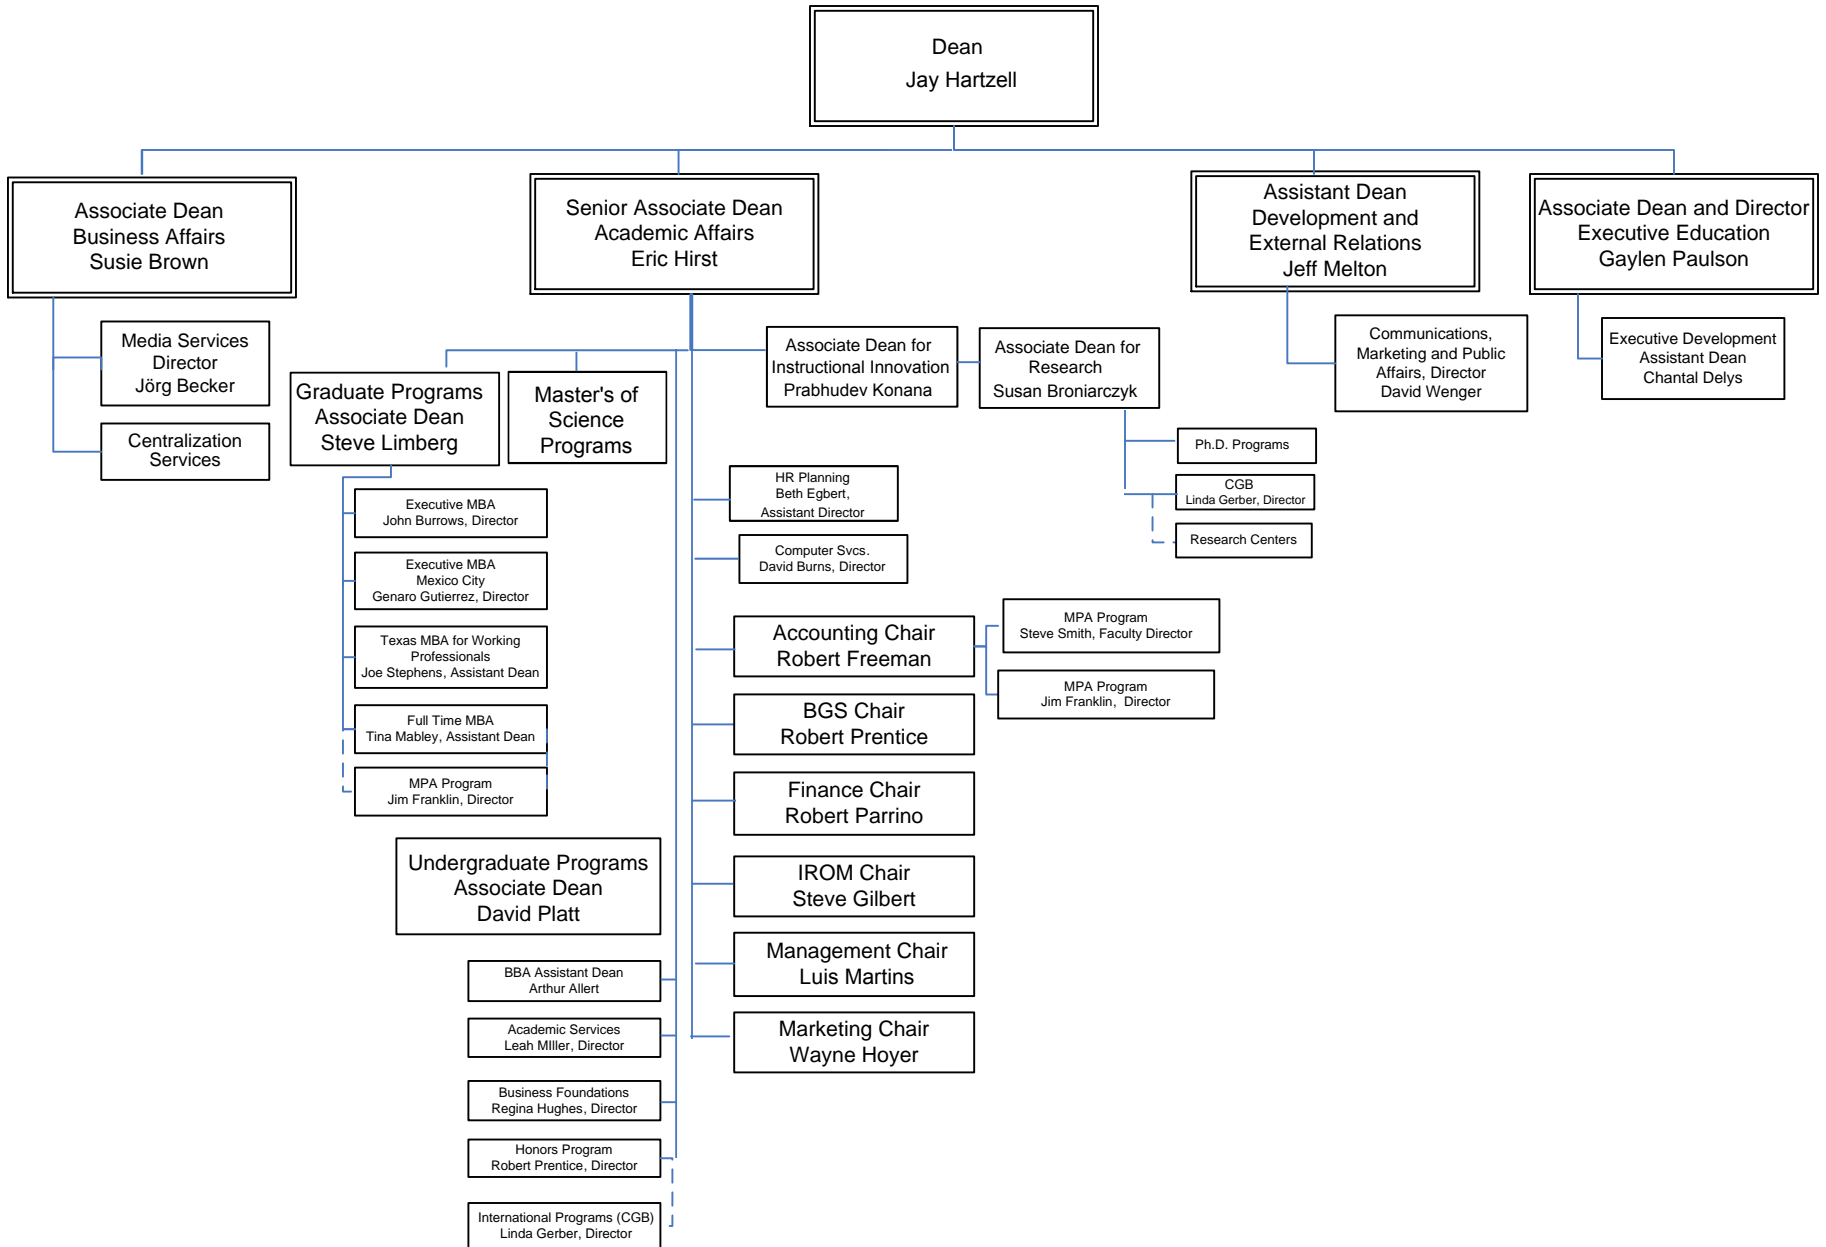 Dean
Jay Hartzell
Associate Dean
Business Affairs
Susie Brown
Senior Associate Dean
Academic Affairs
Eric Hirst
Assistant Dean
Development and
External Relations
Jeff Melton
Associate Dean and Director
Executive Education
Gaylen Paulson
Media Services
Director
Jörg Becker
Centralization
Services
Graduate Programs
Associate Dean
Steve Limberg
Master's of
Science
Programs
Associate Dean for
Instructional Innovation
Prabhudev Konana
Associate Dean for
Research
Susan Broniarczyk
Communications,
Marketing and Public
Affairs, Director
David Wenger
Executive Development
Assistant Dean
Chantal Delys
Ph.D. Programs
CGB
Linda Gerber, Director
Research Centers
Executive MBA
John Burrows, Director
Executive MBA
Mexico City
Genaro Gutierrez, Director
Texas MBA for Working
Professionals
Joe Stephens, Assistant Dean
Full Time MBA
Tina Mabley, Assistant Dean
MPA Program
Jim Franklin, Director
HR Planning
Beth Egbert,
Assistant Director
Computer Svcs.
David Burns, Director
Accounting Chair
Robert Freeman
MPA Program
Steve Smith, Faculty Director
MPA Program
Jim Franklin, Director
BGS Chair
Robert Prentice
Finance Chair
Robert Parrino
IROM Chair
Steve Gilbert
Management Chair
Luis Martins
Marketing Chair
Wayne Hoyer
Undergraduate Programs
Associate Dean
David Platt
BBA Assistant Dean
Arthur Allert
Academic Services
Leah MIller, Director
Business Foundations
Regina Hughes, Director
Honors Program
Robert Prentice, Director
International Programs (CGB)
Linda Gerber, Director